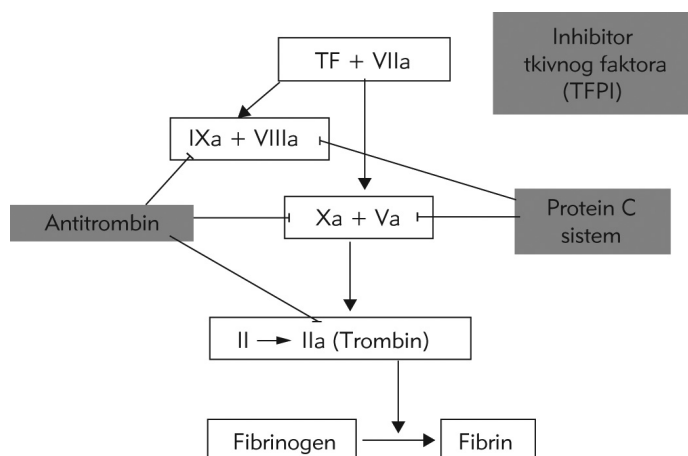 TF + VIIa
Inhibitor
tkivnog faktora
(TFPI)
IXa + VIIIa
Antitrombin
Xa + Va
Protein C
sistem
II → IIa (Trombin)
Fibrinogen
Fibrin